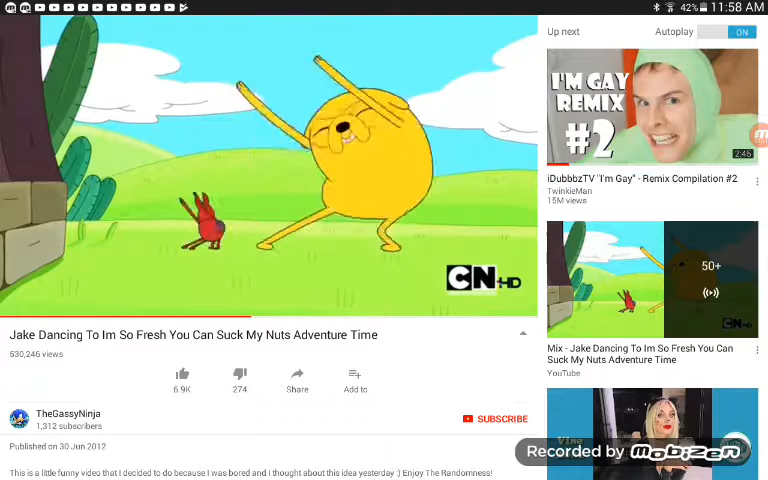 42% 11:58 AM
Up next
Autoplay
ON
I'M GAY
REMIX
#2
2:45
iDubbbzTV "I'm Gay" - Remix Compilation #2
TwinkieMan
15M views
CN HD
50+
CN HD
Mix - Jake Dancing To Im So Fresh You Can
Suck My Nuts Adventure Time
YouTube
Jake Dancing To Im So Fresh You Can Suck My Nuts Adventure Time
530,246 views
6.9K
274
Share
Add to
TheGassyNinja
1,312 subscribers
SUBSCRIBE
Published on 30 Jun 2012
This is a little funny video that I decided to do because I was bored and I thought about this idea yesterday :) Enjoy The Randomness!
Vine
Recorded by mobizen